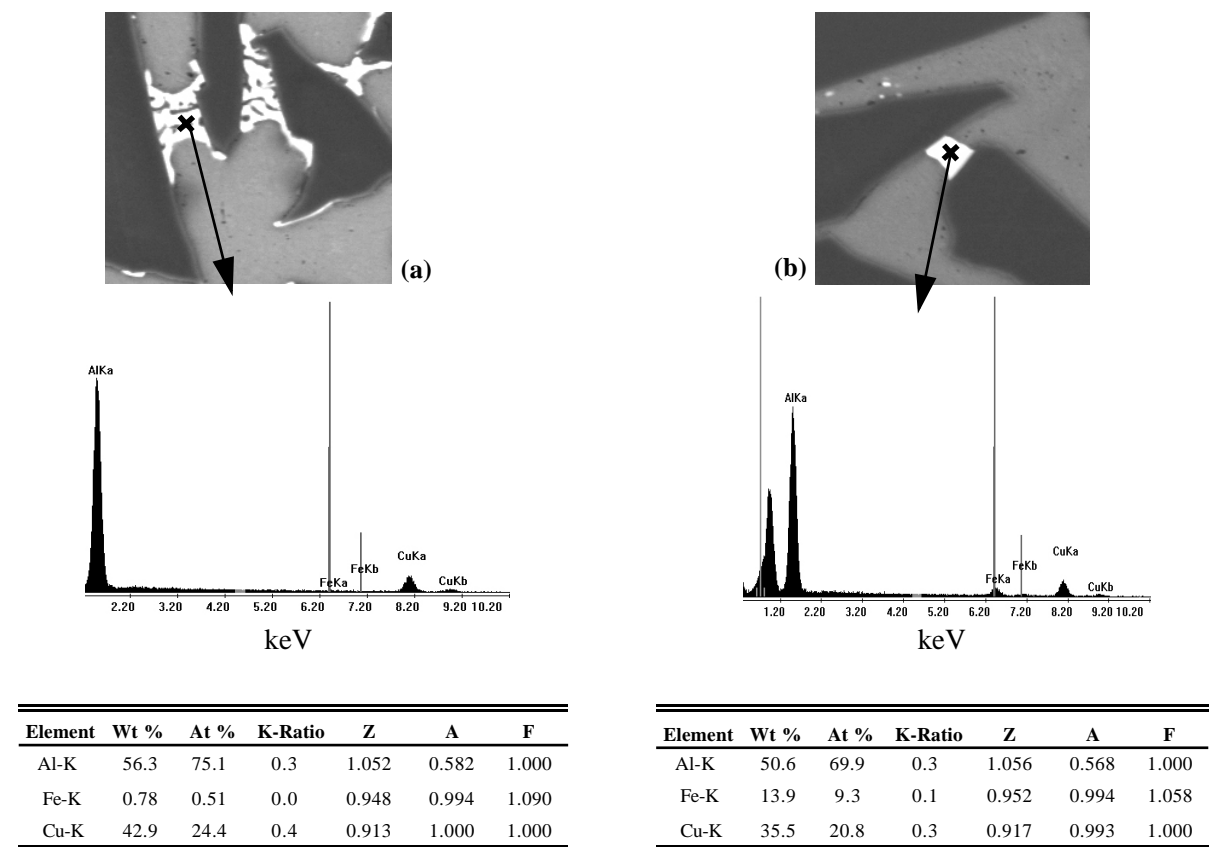 (a)
AlKa
FeKa
FeKb
CuKa
CuKb
2.20 3.20 4.20 5.20 6.20 7.20 8.20 9.20 10.20
keV
Element Wt % At % K-Ratio Z A F
Al-K 56.3 75.1 0.3 1.052 0.582 1.000
Fe-K 0.78 0.51 0.0 0.948 0.994 1.090
Cu-K 42.9 24.4 0.4 0.913 1.000 1.000
(b)
AlKa
FeKa
FeKb
CuKa
CuKb
1.20 2.20 3.20 4.20 5.20 6.20 7.20 8.20 9.20 10.20
keV
Element Wt % At % K-Ratio Z A F
Al-K 50.6 69.9 0.3 1.056 0.568 1.000
Fe-K 13.9 9.3 0.1 0.952 0.994 1.058
Cu-K 35.5 20.8 0.3 0.917 0.993 1.000